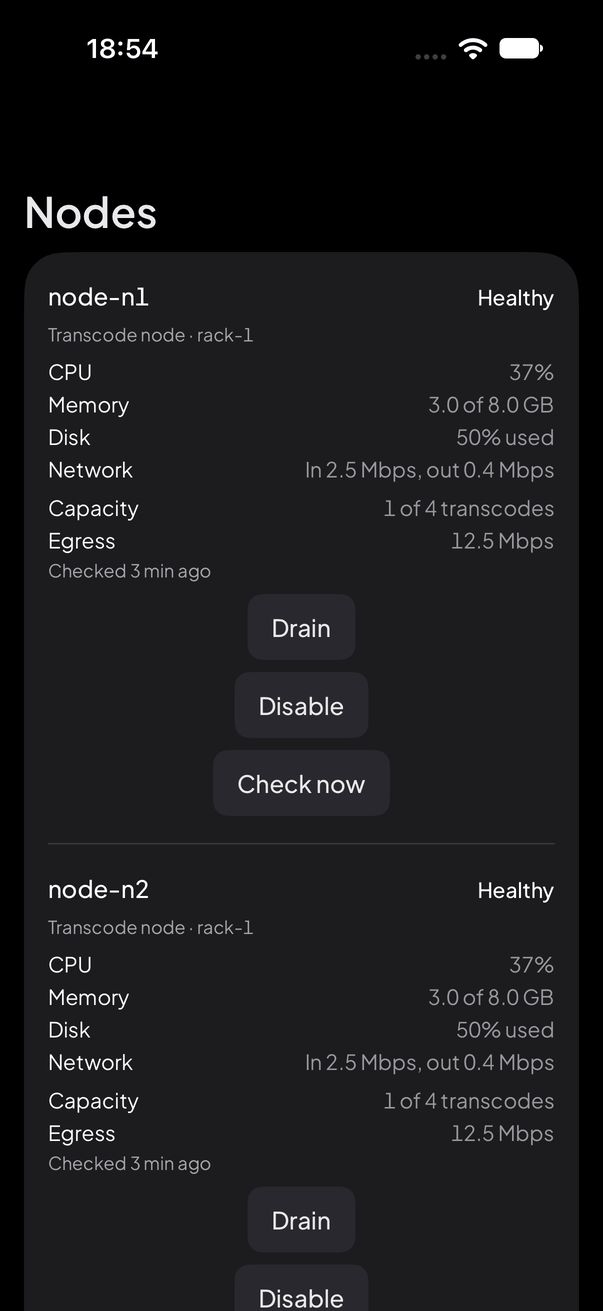 18:54
Nodes
node-n1 Healthy
Transcode node · rack-1
CPU 37%
Memory 3.0 of 8.0 GB
Disk 50% used
Network In 2.5 Mbps, out 0.4 Mbps
Capacity 1 of 4 transcodes
Egress 12.5 Mbps
Checked 3 min ago
Drain
Disable
Check now
node-n2 Healthy
Transcode node · rack-1
CPU 37%
Memory 3.0 of 8.0 GB
Disk 50% used
Network In 2.5 Mbps, out 0.4 Mbps
Capacity 1 of 4 transcodes
Egress 12.5 Mbps
Checked 3 min ago
Drain
Disable